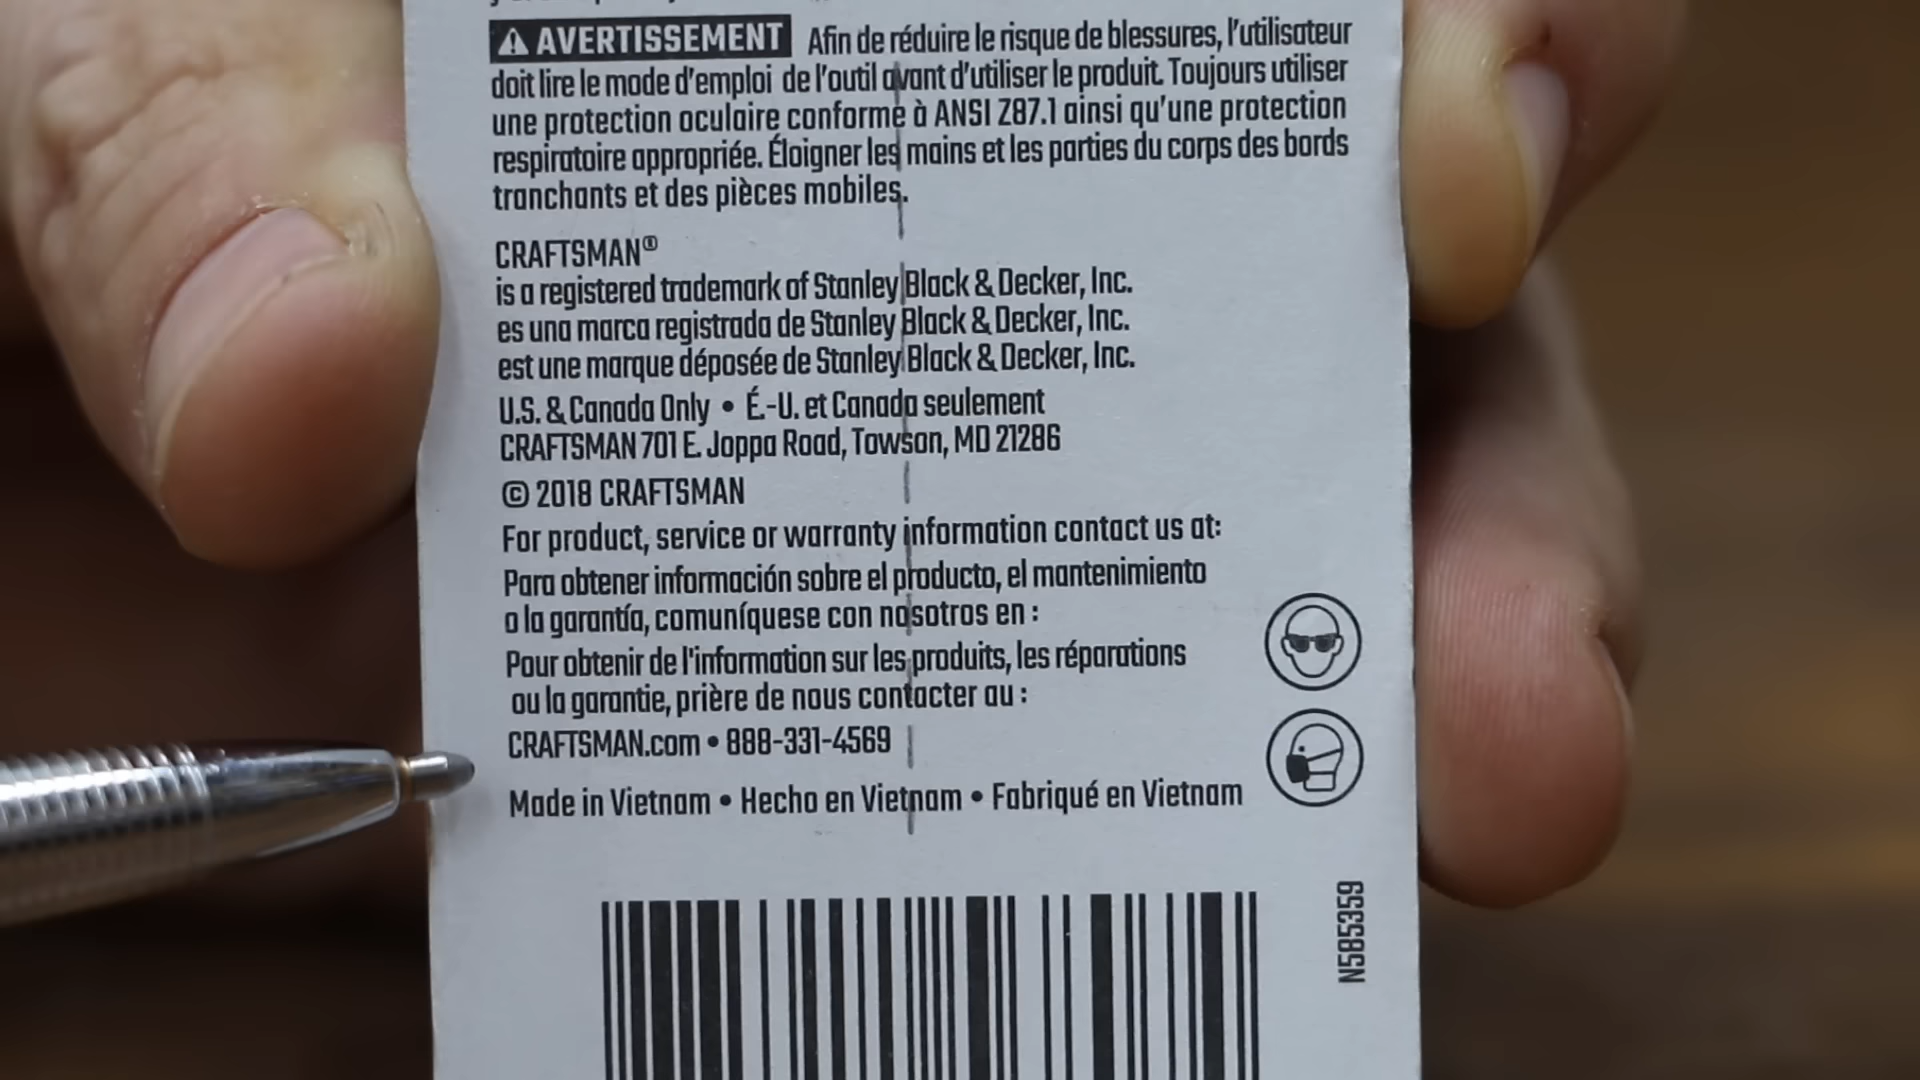 AVERTISSEMENT Afin de réduire le risque de blessures, l'utilisateur
doit lire le mode d'emploi de l'outil avant d'utiliser le produit. Toujours utiliser
une protection oculaire conforme à ANSI Z87.1 ainsi qu'une protection
respiratoire appropriée. Éloigner les mains et les parties du corps des bords
tranchants et des pièces mobiles.
CRAFTSMAN®
is a registered trademark of Stanley Black & Decker, Inc.
es una marca registrada de Stanley Black & Decker, Inc.
est une marque déposée de Stanley Black & Decker, Inc.
U.S. & Canada Only • É.-U. et Canada seulement
CRAFTSMAN 701 E. Joppa Road, Towson, MD 21286
© 2018 CRAFTSMAN
For product, service or warranty information contact us at:
Para obtener información sobre el producto, el mantenimiento
o la garantía, comuníquese con nosotros en :
Pour obtenir de l'information sur les produits, les réparations
ou la garantie, prière de nous contacter au :
CRAFTSMAN.com • 888-331-4569
Made in Vietnam • Hecho en Vietnam • Fabriqué en Vietnam
N585359